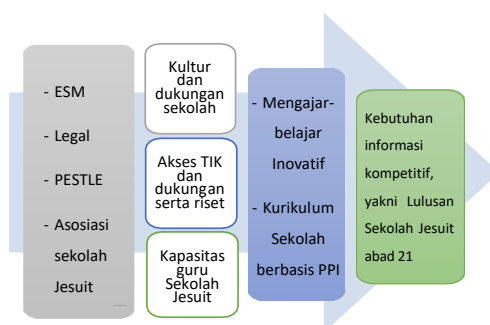 - ESM
- Legal
- PESTLE
- Asosiasi
sekolah
Jesuit
Kultur
dan
dukungan
sekolah
Akses TIK
dan
dukungan
serta riset
Kapasitas
guru
Sekolah
Jesuit
- Mengajar-
belajar
Inovatif
- Kurikulum
Sekolah
berbasis PPI
Kebutuhan
informasi
kompetitif,
yakni Lulusan
Sekolah Jesuit
abad 21